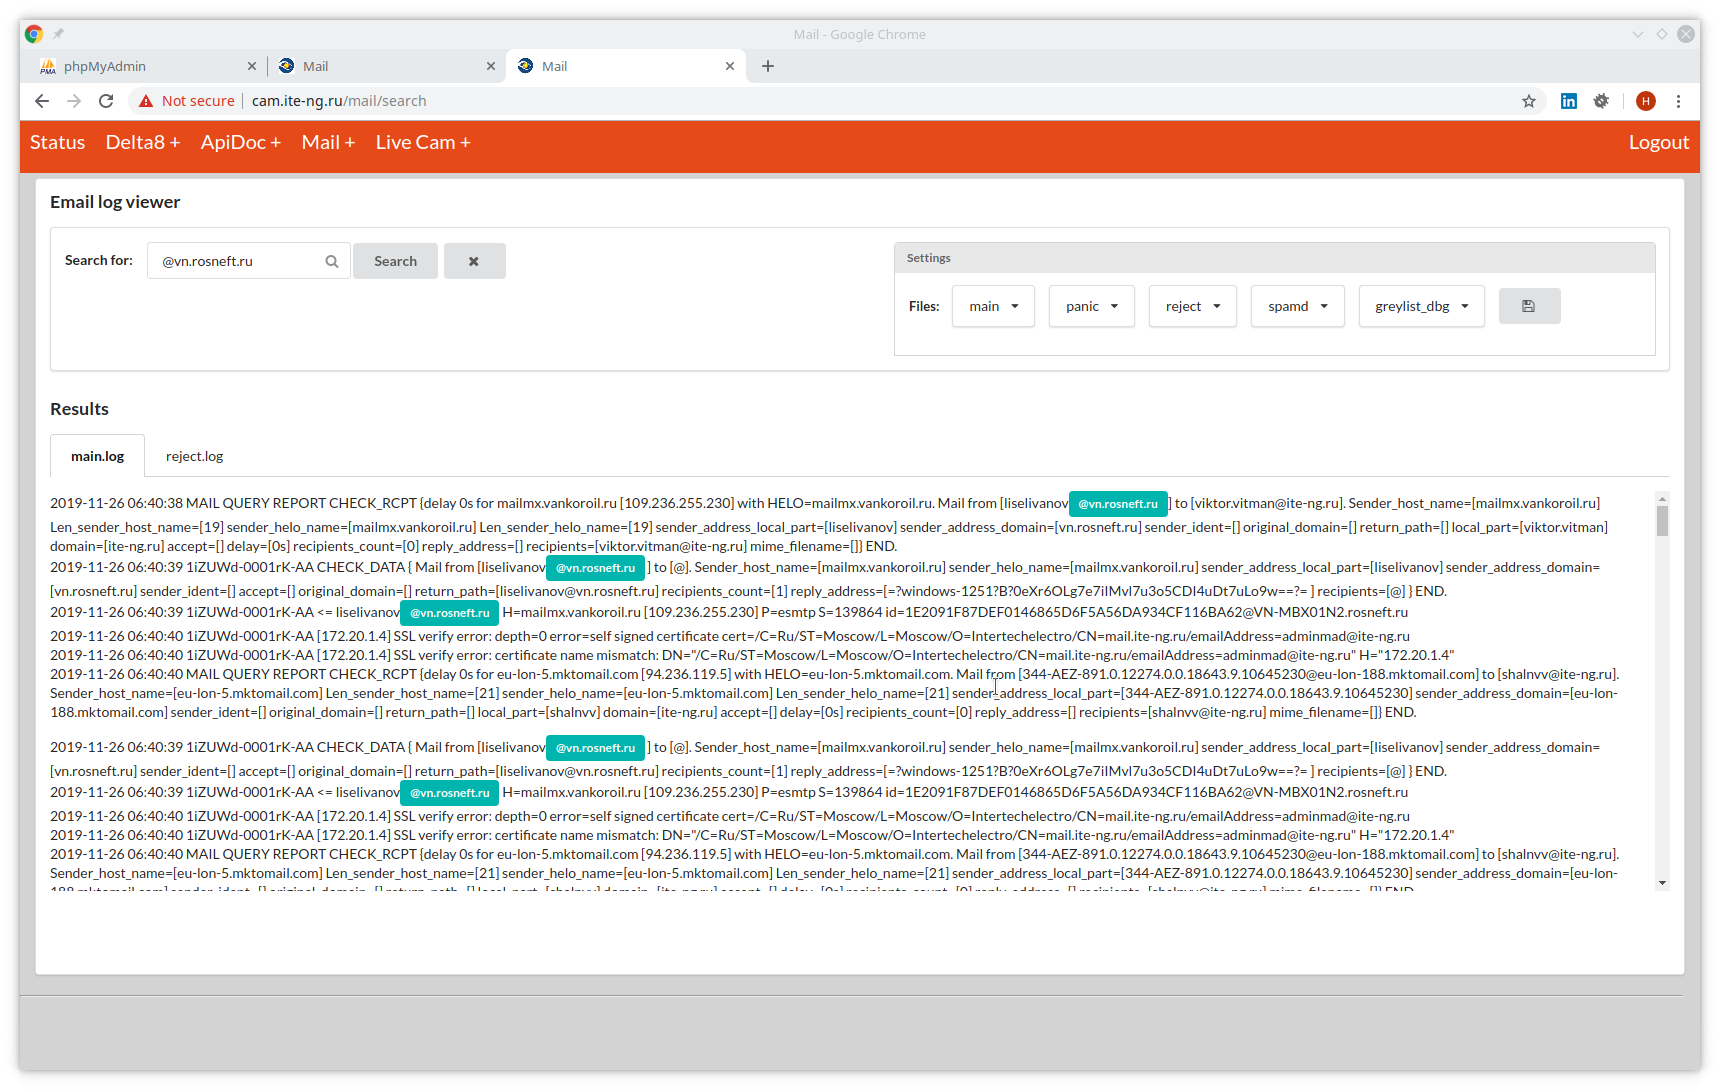 Mail - Google Chrome
phpMyAdmin
Mail
Mail
Not secure | cam.ite-ng.ru/mail/search
Status Delta8 + ApiDoc + Mail + Live Cam + Logout
Email log viewer
Search for: @vn.rosneft.ru Search
Settings
Files: main panic reject spamd greylist_dbg
Results
main.log reject.log
2019-11-26 06:40:38 MAIL QUERY REPORT CHECK_RCPT {delay 0s for mailmx.vankoroil.ru [109.236.255.230] with HELO=mailmx.vankoroil.ru. Mail from [liselivanov @vn.rosneft.ru ] to [viktor.vitman@ite-ng.ru]. Sender_host_name=[mailmx.vankoroil.ru]
Len_sender_host_name=[19] sender_helo_name=[mailmx.vankoroil.ru] Len_sender_helo_name=[19] sender_address_local_part=[liselivanov] sender_address_domain=[vn.rosneft.ru] sender_ident=[] original_domain=[] return_path=[] local_part=[viktor.vitman]
domain=[ite-ng.ru] accept=[] delay=[0s] recipients_count=[0] reply_address=[] recipients=[viktor.vitman@ite-ng.ru] mime_filename=[]} END.
2019-11-26 06:40:39 1iZUWd-0001rK-AA CHECK_DATA { Mail from [liselivanov @vn.rosneft.ru ] to [@]. Sender_host_name=[mailmx.vankoroil.ru] sender_helo_name=[mailmx.vankoroil.ru] sender_address_local_part=[liselivanov] sender_address_domain=
[vn.rosneft.ru] sender_ident=[] accept=[] original_domain=[] return_path=[liselivanov@vn.rosneft.ru] recipients_count=[1] reply_address=[=?windows-1251?B?0eXr6OLg7e7iIMvl7u3o5CDI4uDt7uLo9w==?= ] recipients=[@] } END.
2019-11-26 06:40:39 1iZUWd-0001rK-AA <= liselivanov @vn.rosneft.ru H=mailmx.vankoroil.ru [109.236.255.230] P=esmtp S=139864 id=1E2091F87DEF0146865D6F5A56DA934CF116BA62@VN-MBX01N2.rosneft.ru
2019-11-26 06:40:40 1iZUWd-0001rK-AA [172.20.1.4] SSL verify error: depth=0 error=self signed certificate cert=/C=Ru/ST=Moscow/L=Moscow/O=Intertechelectro/CN=mail.ite-ng.ru/emailAddress=adminmad@ite-ng.ru
2019-11-26 06:40:40 1iZUWd-0001rK-AA [172.20.1.4] SSL verify error: certificate name mismatch: DN="/C=Ru/ST=Moscow/L=Moscow/O=Intertechelectro/CN=mail.ite-ng.ru/emailAddress=adminmad@ite-ng.ru" H="172.20.1.4"
2019-11-26 06:40:40 MAIL QUERY REPORT CHECK_RCPT {delay 0s for eu-lon-5.mktomail.com [94.236.119.5] with HELO=eu-lon-5.mktomail.com. Mail from [344-AEZ-891.0.12274.0.0.18643.9.10645230@eu-lon-188.mktomail.com] to [shalnvv@ite-ng.ru].
Sender_host_name=[eu-lon-5.mktomail.com] Len_sender_host_name=[21] sender_helo_name=[eu-lon-5.mktomail.com] Len_sender_helo_name=[21] sender_address_local_part=[344-AEZ-891.0.12274.0.0.18643.9.10645230] sender_address_domain=[eu-lon-
188.mktomail.com] sender_ident=[] original_domain=[] return_path=[] local_part=[shalnvv] domain=[ite-ng.ru] accept=[] delay=[0s] recipients_count=[0] reply_address=[] recipients=[shalnvv@ite-ng.ru] mime_filename=[]} END.
2019-11-26 06:40:39 1iZUWd-0001rK-AA CHECK_DATA { Mail from [liselivanov @vn.rosneft.ru ] to [@]. Sender_host_name=[mailmx.vankoroil.ru] sender_helo_name=[mailmx.vankoroil.ru] sender_address_local_part=[liselivanov] sender_address_domain=
[vn.rosneft.ru] sender_ident=[] accept=[] original_domain=[] return_path=[liselivanov@vn.rosneft.ru] recipients_count=[1] reply_address=[=?windows-1251?B?0eXr6OLg7e7iIMvl7u3o5CDI4uDt7uLo9w==?= ] recipients=[@] } END.
2019-11-26 06:40:39 1iZUWd-0001rK-AA <= liselivanov @vn.rosneft.ru H=mailmx.vankoroil.ru [109.236.255.230] P=esmtp S=139864 id=1E2091F87DEF0146865D6F5A56DA934CF116BA62@VN-MBX01N2.rosneft.ru
2019-11-26 06:40:40 1iZUWd-0001rK-AA [172.20.1.4] SSL verify error: depth=0 error=self signed certificate cert=/C=Ru/ST=Moscow/L=Moscow/O=Intertechelectro/CN=mail.ite-ng.ru/emailAddress=adminmad@ite-ng.ru
2019-11-26 06:40:40 1iZUWd-0001rK-AA [172.20.1.4] SSL verify error: certificate name mismatch: DN="/C=Ru/ST=Moscow/L=Moscow/O=Intertechelectro/CN=mail.ite-ng.ru/emailAddress=adminmad@ite-ng.ru" H="172.20.1.4"
2019-11-26 06:40:40 MAIL QUERY REPORT CHECK_RCPT {delay 0s for eu-lon-5.mktomail.com [94.236.119.5] with HELO=eu-lon-5.mktomail.com. Mail from [344-AEZ-891.0.12274.0.0.18643.9.10645230@eu-lon-188.mktomail.com] to [shalnvv@ite-ng.ru].
Sender_host_name=[eu-lon-5.mktomail.com] Len_sender_host_name=[21] sender_helo_name=[eu-lon-5.mktomail.com] Len_sender_helo_name=[21] sender_address_local_part=[344-AEZ-891.0.12274.0.0.18643.9.10645230] sender_address_domain=[eu-lon-